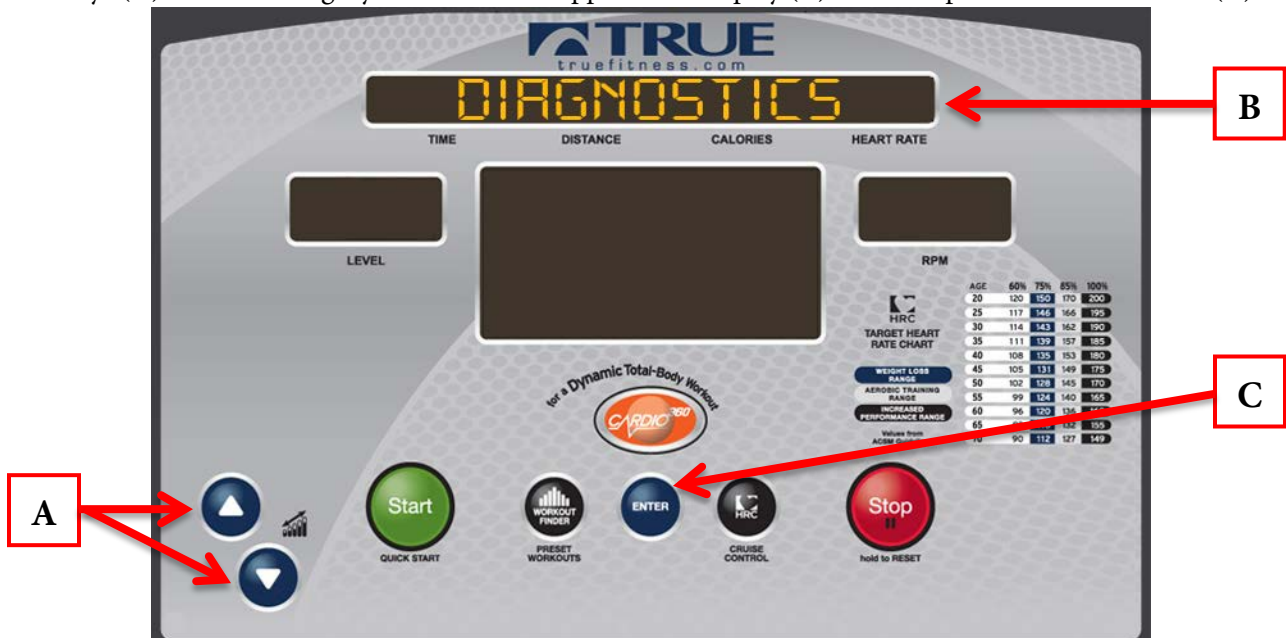 TRUE
truefitness.com
DIAGNOSTICS
B
TIME DISTANCE CALORIES HEART RATE
LEVEL
RPM
HRC
TARGET HEART
RATE CHART
WEIGHT LOSS
RANGE
AEROBIC TRAINING
RANGE
INCREASED
PERFORMANCE RANGE
Values from
ACSM
AGE 60% 75% 85% 100%
20 120 150 170 200
25 117 146 166 195
30 114 143 162 190
35 111 139 157 185
40 108 135 153 180
45 105 131 149 175
50 102 128 145 170
55 99 124 140 165
60 96 120 136
65 132 155
70 90 112 127 149
C
for a Dynamic Total-Body Workout
CARDIO 360
A
Start
WORKOUT
FINDER
ENTER
HRC
Stop
QUICK START
PRESET
WORKOUTS
CRUISE
CONTROL
hold to RESET